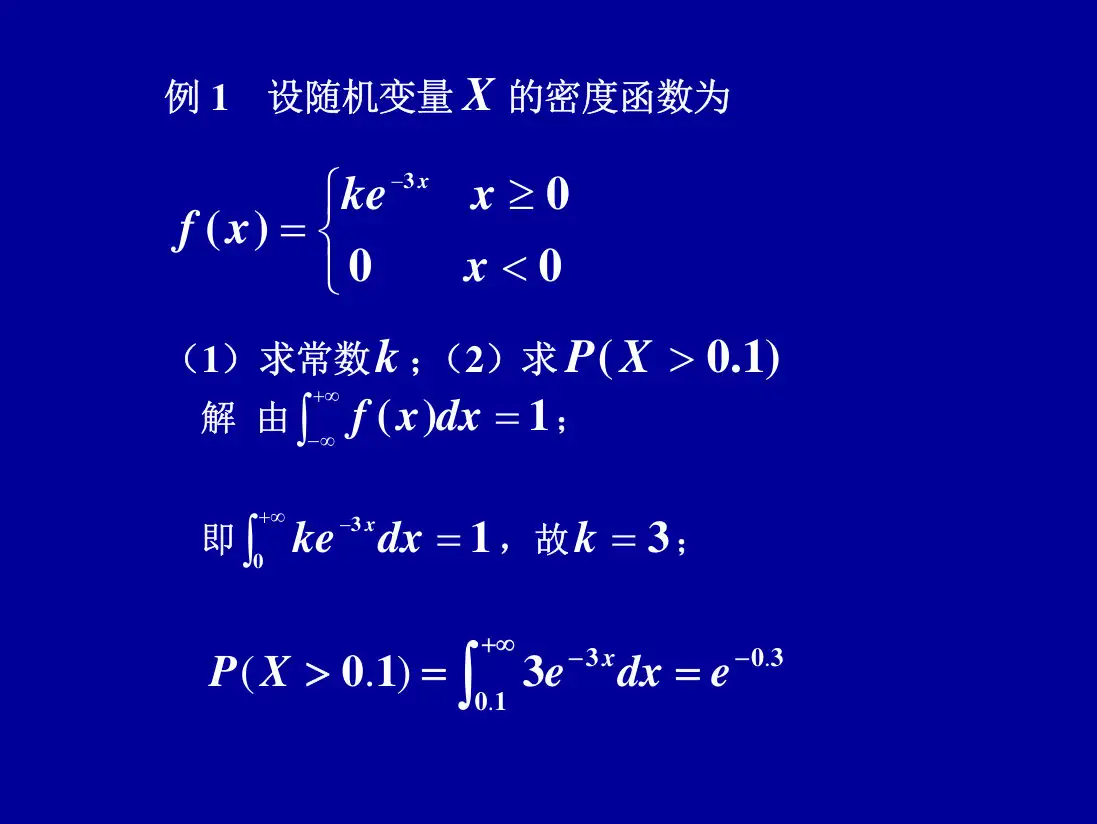 例 1 设随机变量 X 的密度函数为
f(x) = { ke^{-3x} x ≥ 0
0 x < 0
（1）求常数 k ；（2）求 P(X > 0.1)
解 由 ∫_{-∞}^{+∞} f(x)dx = 1；
即 ∫_{0}^{+∞} ke^{-3x}dx = 1，故 k = 3；
P(X > 0.1) = ∫_{0.1}^{+∞} 3e^{-3x}dx = e^{-0.3}